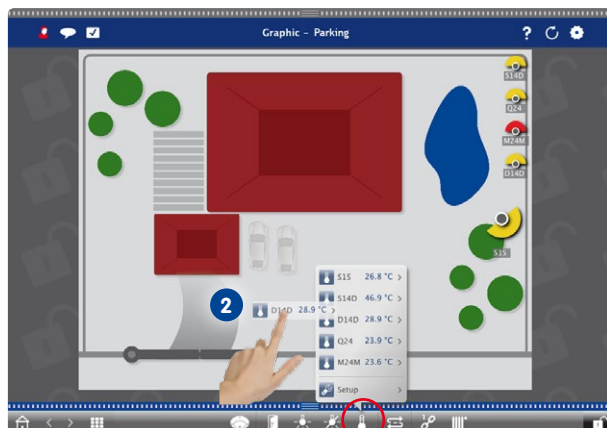 Graphic - Parking
?
S14D
Q24
M24M
D14D
S15
S15 26.8 °C >
S14D 46.9 °C >
D14D 28.9 °C >
Q24 23.9 °C >
M24M 23.6 °C >
Setup >
2
D14D 28.9 °C >